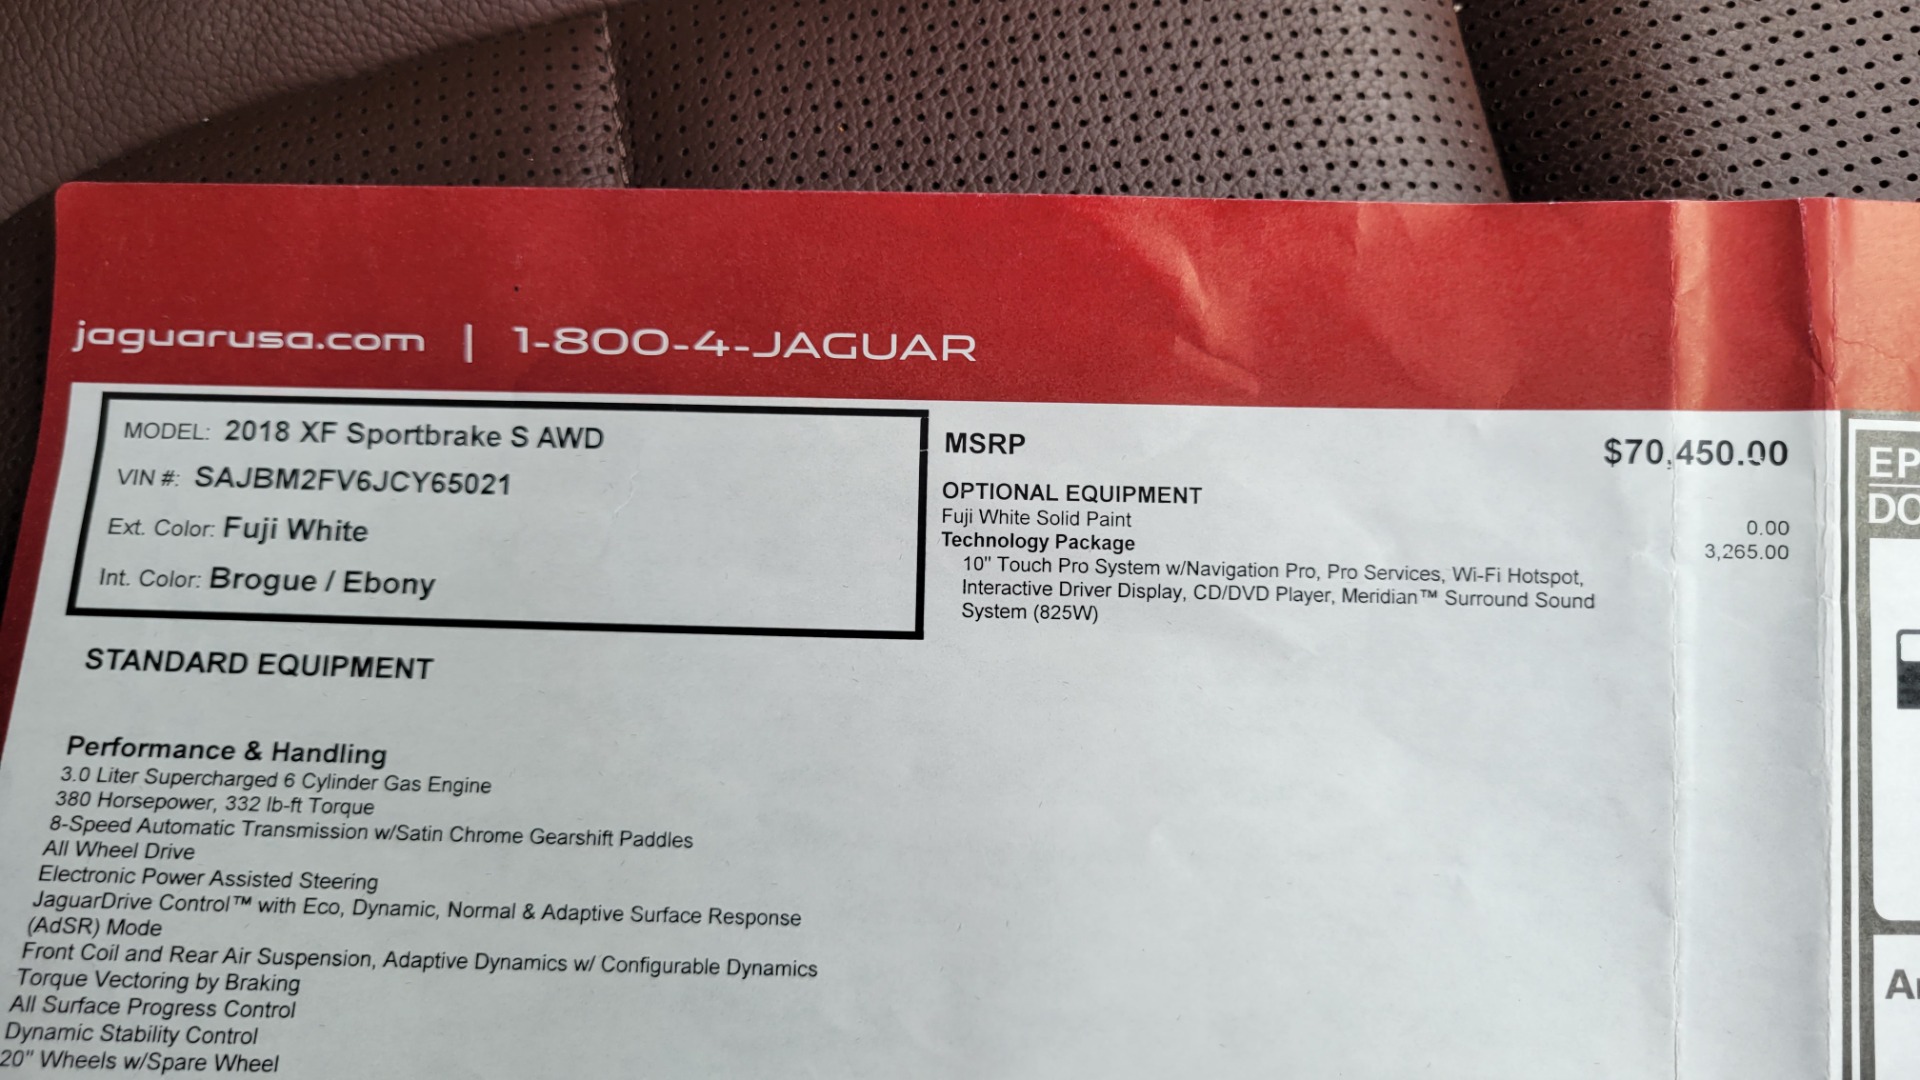 jaguarusa.com | 1-800-4-JAGUAR
MODEL: 2018 XF Sportbrake S AWD
VIN #: SAJBM2FV6JCY65021
Ext. Color: Fuji White
Int. Color: Brogue / Ebony
STANDARD EQUIPMENT
Performance & Handling
3.0 Liter Supercharged 6 Cylinder Gas Engine
380 Horsepower, 332 lb-ft Torque
8-Speed Automatic Transmission w/Satin Chrome Gearshift Paddles
All Wheel Drive
Electronic Power Assisted Steering
JaguarDrive Control™ with Eco, Dynamic, Normal & Adaptive Surface Response
(AdSR) Mode
Front Coil and Rear Air Suspension, Adaptive Dynamics w/ Configurable Dynamics
Torque Vectoring by Braking
All Surface Progress Control
Dynamic Stability Control
20" Wheels w/Spare Wheel
MSRP $70,450.00
OPTIONAL EQUIPMENT
Fuji White Solid Paint 0.00
Technology Package 3,265.00
10" Touch Pro System w/Navigation Pro, Pro Services, Wi-Fi Hotspot,
Interactive Driver Display, CD/DVD Player, Meridian™ Surround Sound
System (825W)
EP
DO